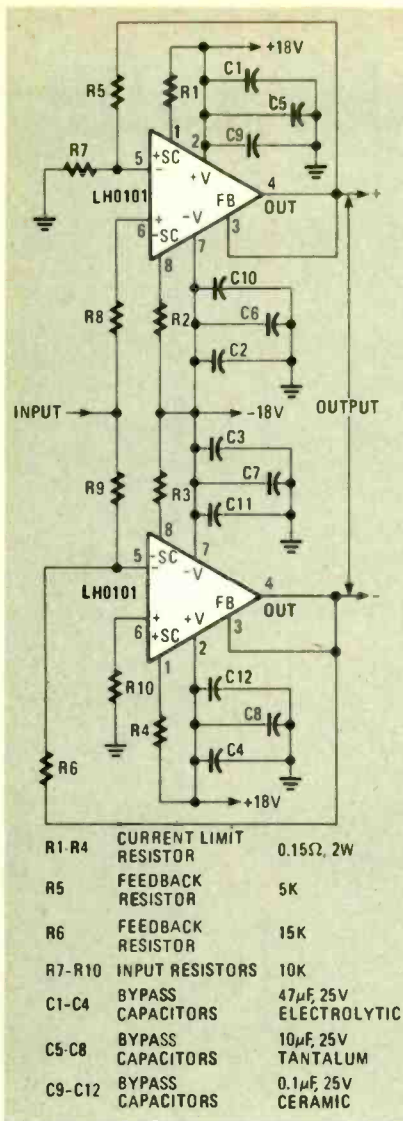 +18V
R5
R1
C1
C5
C9
R7
5
1
2
+SC
−
+V
4
LH0101
FB
OUT
+
+
−V
3
6
−SC
7
8
C10
R8
R2
C6
C2
INPUT
−18V
OUTPUT
C3
R9
R3
C7
C11
8
5
−SC
7
−
−V
4
LH0101
FB
OUT
−
+
+V
3
6
+SC
2
1
C12
R10
R4
C8
R6
C4
+18V
R1-R4 CURRENT LIMIT RESISTOR 0.15Ω, 2W
R5 FEEDBACK RESISTOR 5K
R6 FEEDBACK RESISTOR 15K
R7-R10 INPUT RESISTORS 10K
C1-C4 BYPASS CAPACITORS 47µF, 25V ELECTROLYTIC
C5-C8 BYPASS CAPACITORS 10µF, 25V TANTALUM
C9-C12 BYPASS CAPACITORS 0.1µF, 25V CERAMIC